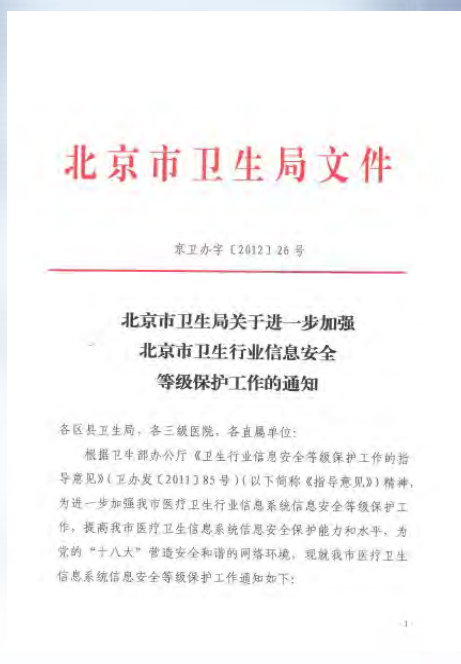 北京市卫生局文件
京卫办字〔2012〕26 号
北京市卫生局关于进一步加强
北京市卫生行业信息安全
等级保护工作的通知
各区县卫生局，各三级医院，各直属单位：
根据卫生部办公厅《卫生行业信息安全等级保护工作的指
导意见》（卫办发〔2011〕85 号）（以下简称《指导意见》）精神，
为进一步加强我市医疗卫生行业信息系统信息安全等级保护工
作，提高我市医疗卫生信息系统信息安全保护能力和水平，为
党的“十八大”营造安全和谐的网络环境，现就我市医疗卫生
信息系统信息安全等级保护工作通知如下：
- 1 -